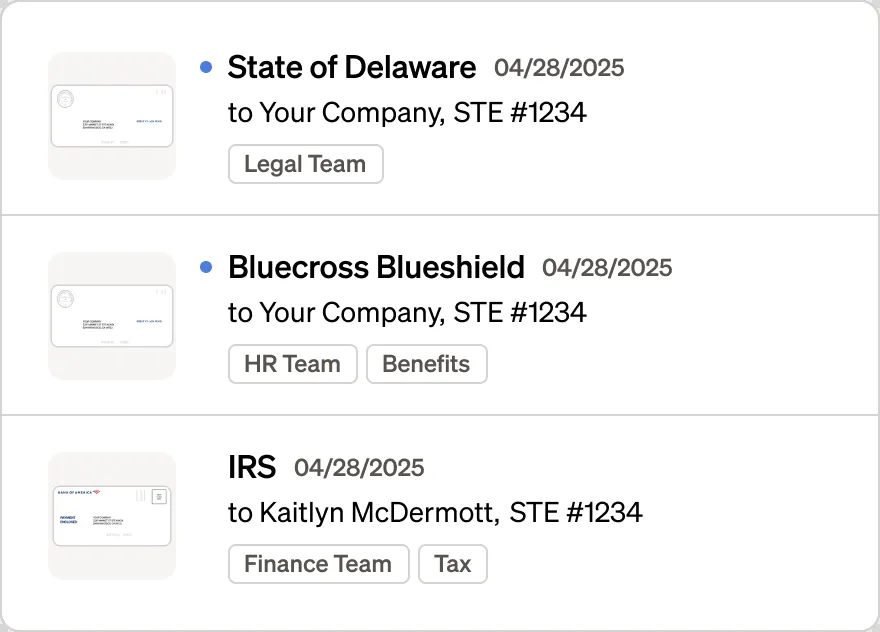 State of Delaware 04/28/2025
to Your Company, STE #1234
Legal Team
Bluecross Blueshield 04/28/2025
to Your Company, STE #1234
HR Team Benefits
IRS 04/28/2025
BANK OF AMERICA
PAYMENT
ENCLOSED
to Kaitlyn McDermott, STE #1234
Finance Team Tax